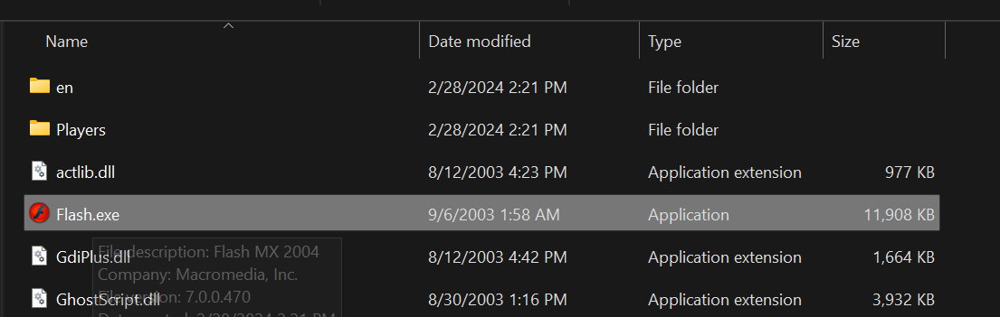 Name Date modified Type Size
en 2/28/2024 2:21 PM File folder
Players 2/28/2024 2:21 PM File folder
actlib.dll 8/12/2003 4:23 PM Application extension 977 KB
Flash.exe 9/6/2003 1:58 AM Application 11,908 KB
File description: Flash MX 2004
GdiPlus.dll 8/12/2003 4:42 PM Application extension 1,664 KB
Company: Macromedia, Inc.
File version: 7.0.0.470
GhostScript.dll 8/30/2003 1:16 PM Application extension 3,932 KB
2/28/2024 2:21 PM